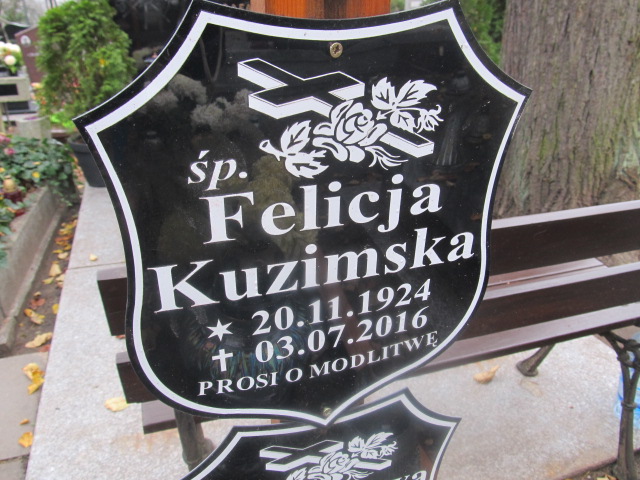 śp.
Felicja
Kuzimska
✶ 20.11.1924
✝ 03.07.2016
PROSI O MODLITWĘ